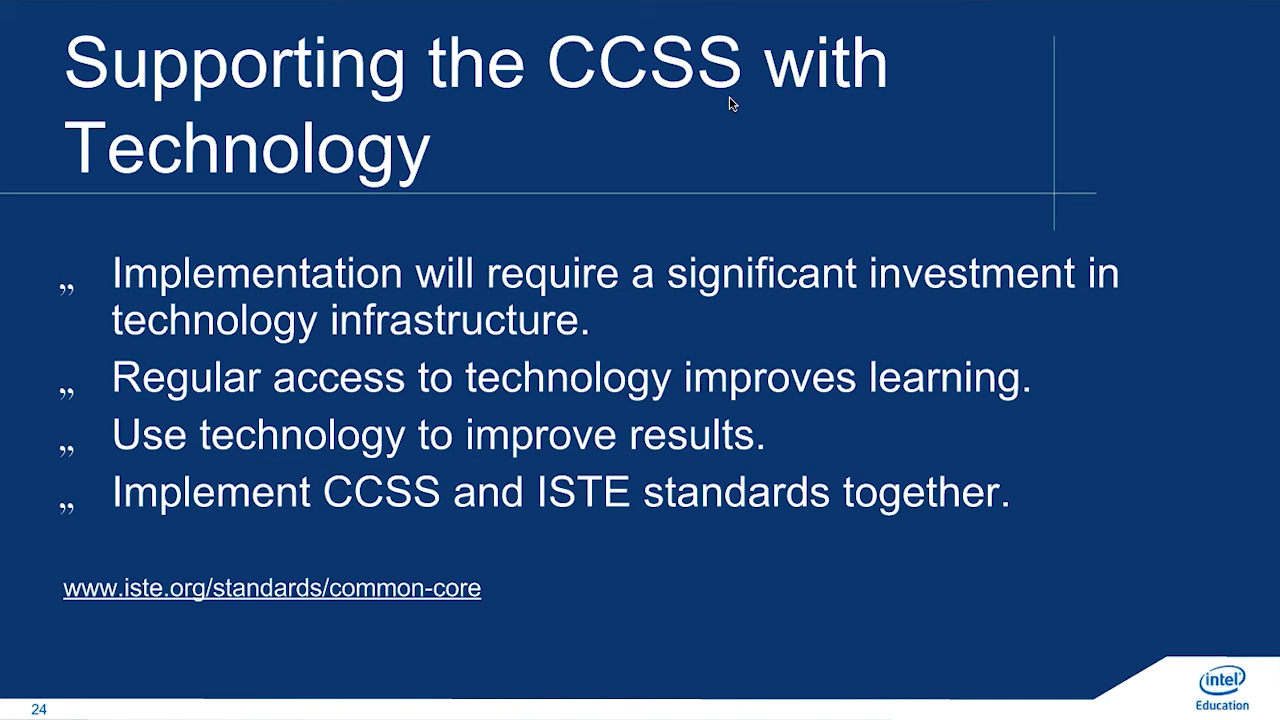 Supporting the CCSS with
Technology
„ Implementation will require a significant investment in
technology infrastructure.
„ Regular access to technology improves learning.
„ Use technology to improve results.
„ Implement CCSS and ISTE standards together.
www.iste.org/standards/common-core
24
intel
Education